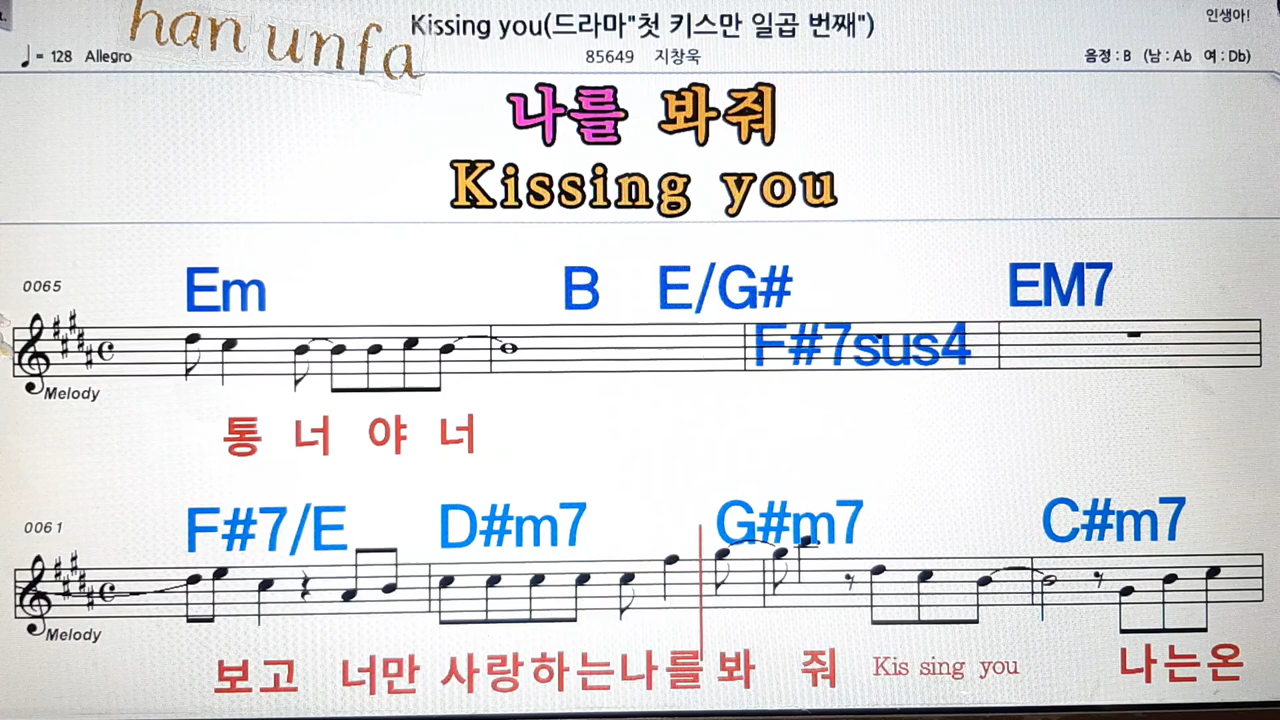 han unfa
Kissing you(드라마"첫 키스만 일곱 번째")
인생아!
♩= 128 Allegro
85649 지창욱
음정 : B (남 : Ab 여 : Db)
나를 봐줘
Kissing you
0065
Em B E/G# EM7
F#7sus4
Melody
통 너 야 너
0061
F#7/E D#m7 G#m7 C#m7
Melody
보고 너만 사랑하는나를봐 줘 Kis sing you 나는온